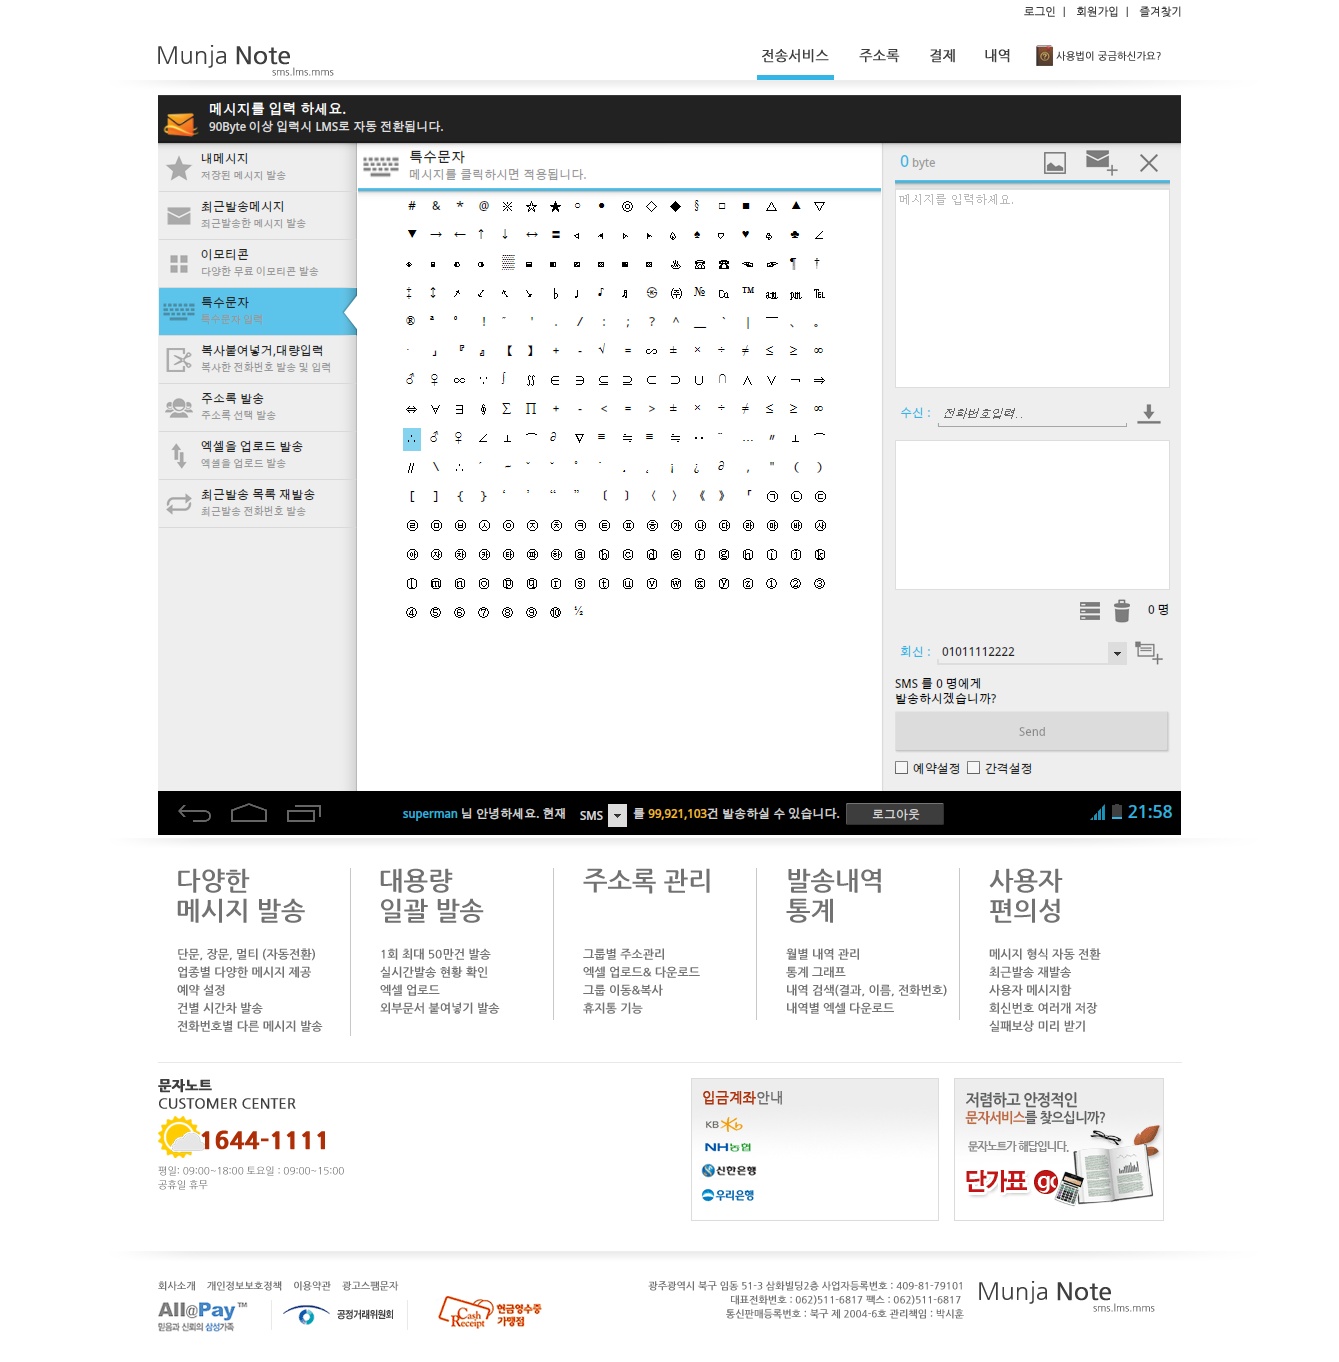 로그인 | 회원가입 | 즐겨찾기
Munja Note
sms.lms.mms
전송서비스 주소록 결제 내역 사용법이 궁금하신가요?
메시지를 입력 하세요.
90Byte 이상 입력시 LMS로 자동 전환됩니다.
내메시지
저장된 메시지 발송
최근발송메시지
최근발송한 메시지 발송
이모티콘
다양한 무료 이모티콘 발송
특수문자
특수문자 입력
복사붙여넣거,대량입력
복사한 전화번호 발송 및 입력
주소록 발송
주소록 선택 발송
엑셀을 업로드 발송
엑셀을 업로드 발송
최근발송 목록 재발송
최근발송 전화번호 발송
특수문자
메시지를 클릭하시면 적용됩니다.
# & * @ ※ ☆ ★ ○ ● ◎ ◇ ◆ § □ ■ △ ▲ ▽
0 byte
메시지를 입력하세요.
수신 : 전화번호입력..
0 명
회신 : 01011112222
SMS 를 0 명에게
발송하시겠습니까?
Send
예약설정 간격설정
superman 님 안녕하세요. 현재 SMS 를 99,921,103건 발송하실 수 있습니다. 로그아웃
21:58
다양한
메시지 발송
단문, 장문, 멀티 (자동전환)
업종별 다양한 메시지 제공
예약 설정
건별 시간차 발송
전화번호별 다른 메시지 발송
대용량
일괄 발송
1회 최대 50만건 발송
실시간발송 현황 확인
엑셀 업로드
외부문서 붙여넣기 발송
주소록 관리
그룹별 주소관리
엑셀 업로드& 다운로드
그룹 이동&복사
휴지통 기능
발송내역
통계
월별 내역 관리
통계 그래프
내역 검색(결과, 이름, 전화번호)
내역별 엑셀 다운로드
사용자
편의성
메시지 형식 자동 전환
최근발송 재발송
사용자 메시지함
회신번호 여러개 저장
실패보상 미리 받기
문자노트
CUSTOMER CENTER
1644-1111
평일: 09:00~18:00 토요일 : 09:00~15:00
공휴일 휴무
입금계좌안내
KB
NH농협
신한은행
우리은행
저렴하고 안정적인
문자서비스를 찾으십니까?
문자노트가 해답입니다.
단가표 go
회사소개 개인정보보호정책 이용약관 광고스팸문자
All@Pay™
믿음과 신뢰의 삼성가족
공정거래위원회
Cash Receipt
현금영수증
가맹점
광주광역시 북구 임동 51-3 삼화빌딩2층 사업자등록번호 : 409-81-79101
대표전화번호 : 062)511-6817 팩스 : 062)511-6817
통신판매등록번호 : 북구 제 2004-6호 관리책임 : 박시훈
Munja Note
sms.lms.mms